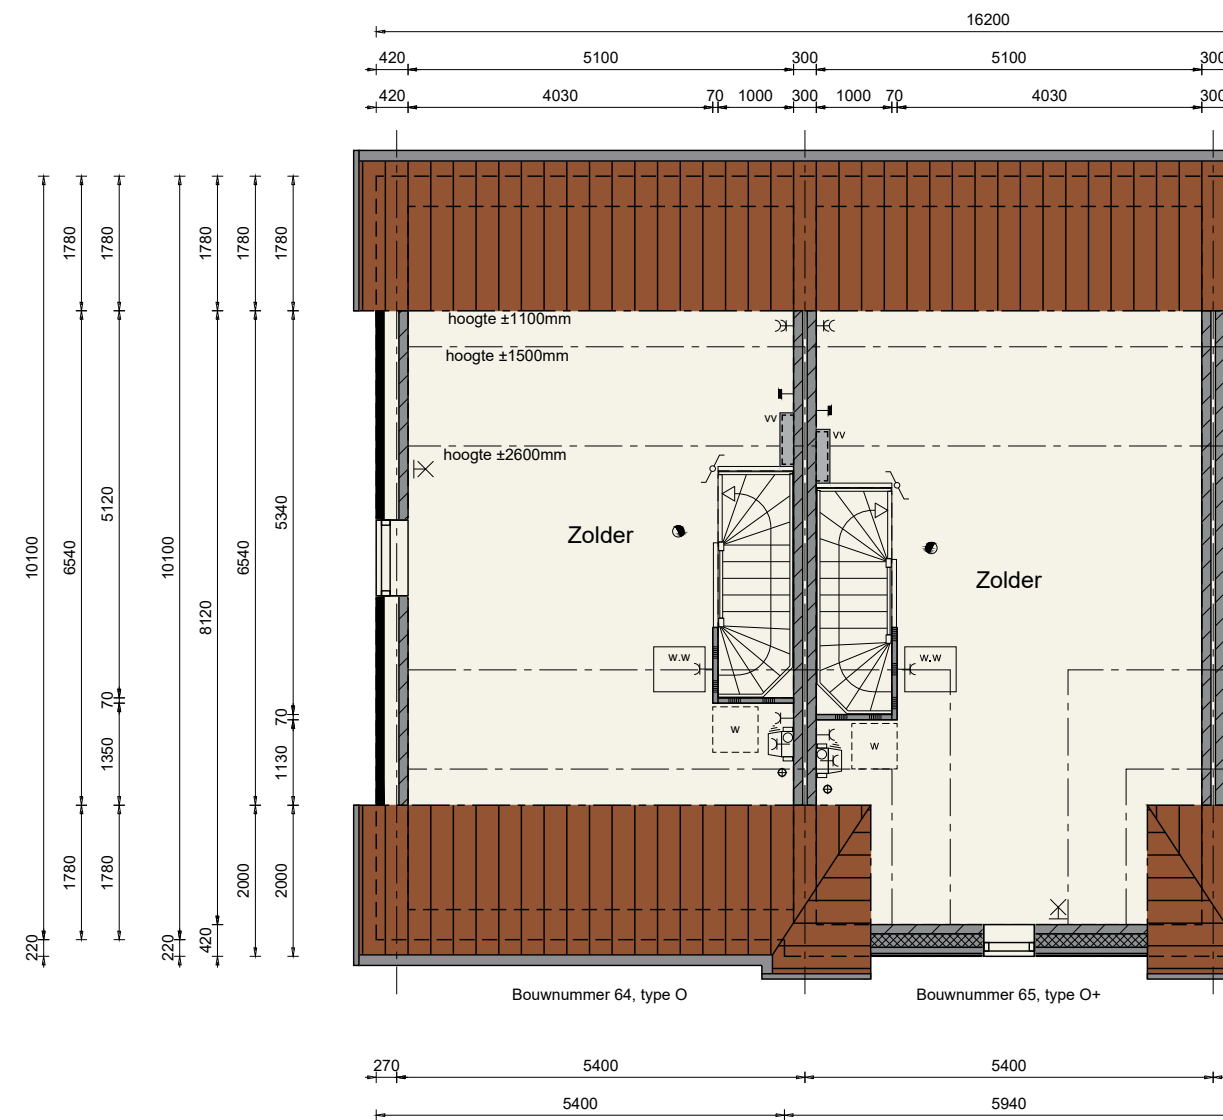 16200
420 5100 300 5100 300
420 4030 70 1000 300 1000 70 4030 300
1780 1780 1780 1780 1780
hoogte ±1100mm
hoogte ±1500mm
vv
vv
hoogte ±2600mm
5120 5340
Zolder
10100 6540 10100 6540
Zolder
8120
w.w w.w
70 70
w
w
1350 1130
1780 1780 2000 2000
220 220 420
Bouwnummer 64, type O Bouwnummer 65, type O+
270 5400 5400
5400 5940